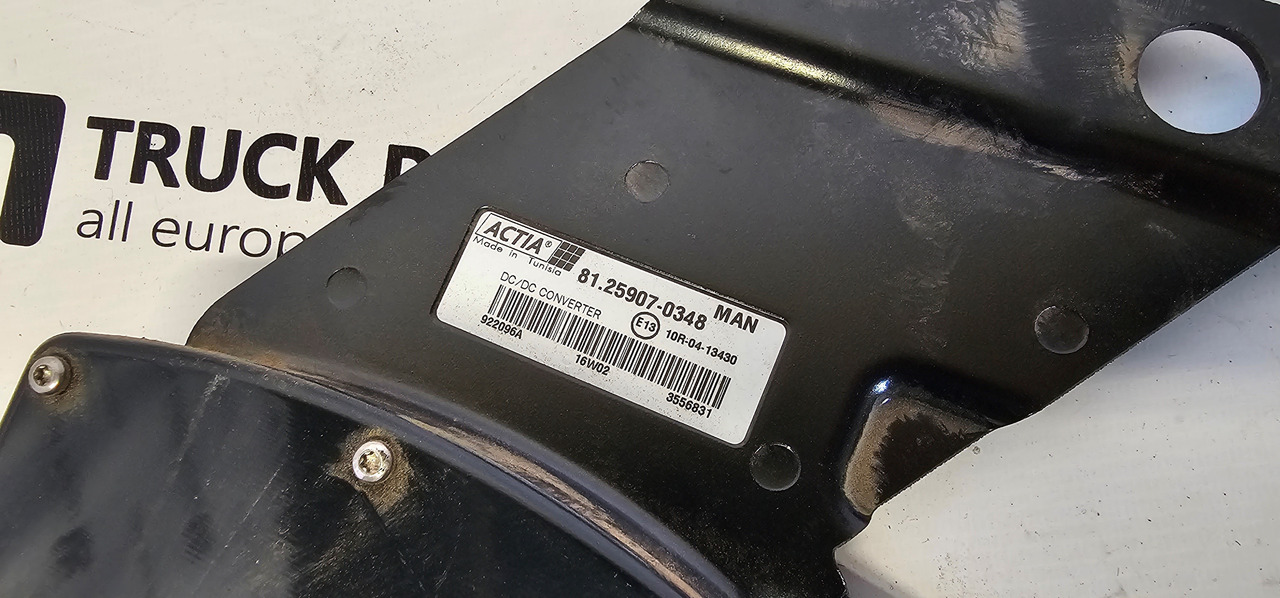 TRUCK
all
ACTIA®
Made in Tunisia
81.25907-0348 MAN
DC/DC CONVERTER
E13 10R-04-13430
922096A
16W02
3556831